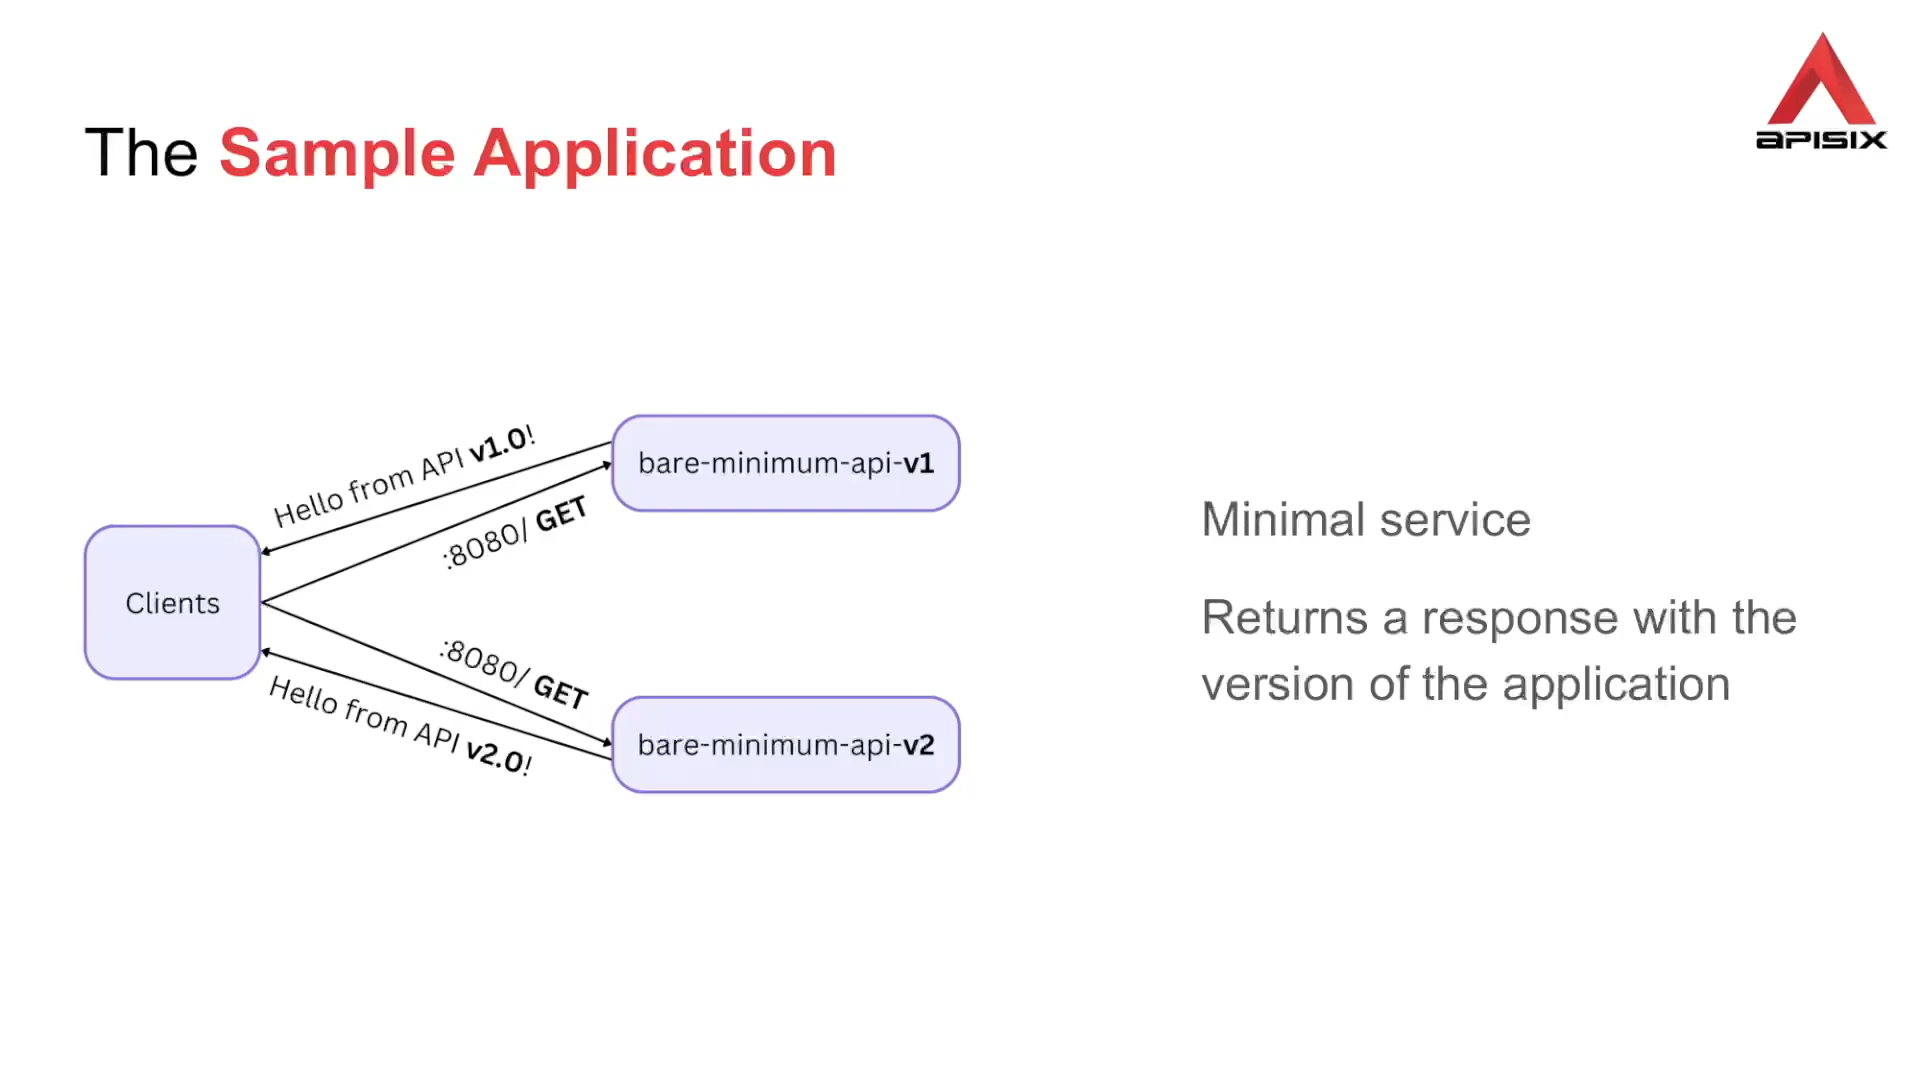 The Sample Application
APISIX
Hello from API v1.0!
:8080/ GET
bare-minimum-api-v1
Clients
:8080/ GET
Hello from API v2.0!
bare-minimum-api-v2
Minimal service
Returns a response with the
version of the application